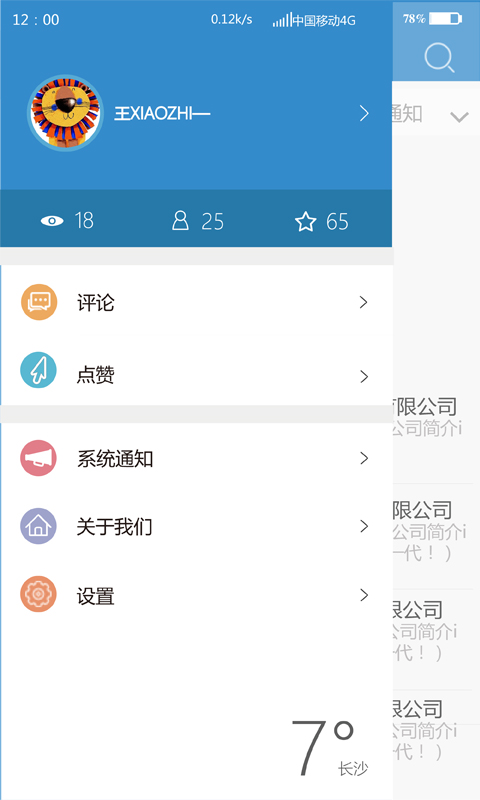 12：00 0.12k/s 中国移动4G 78%
王XIAOZHI一
通知
18 25 65
评论
点赞
有限公司
公司简介i
系统通知
限公司
公司简介i
关于我们
一代！）
设置
限公司
公司简介i
一代！）
限公司
公司简介i
一代！）
7°
长沙